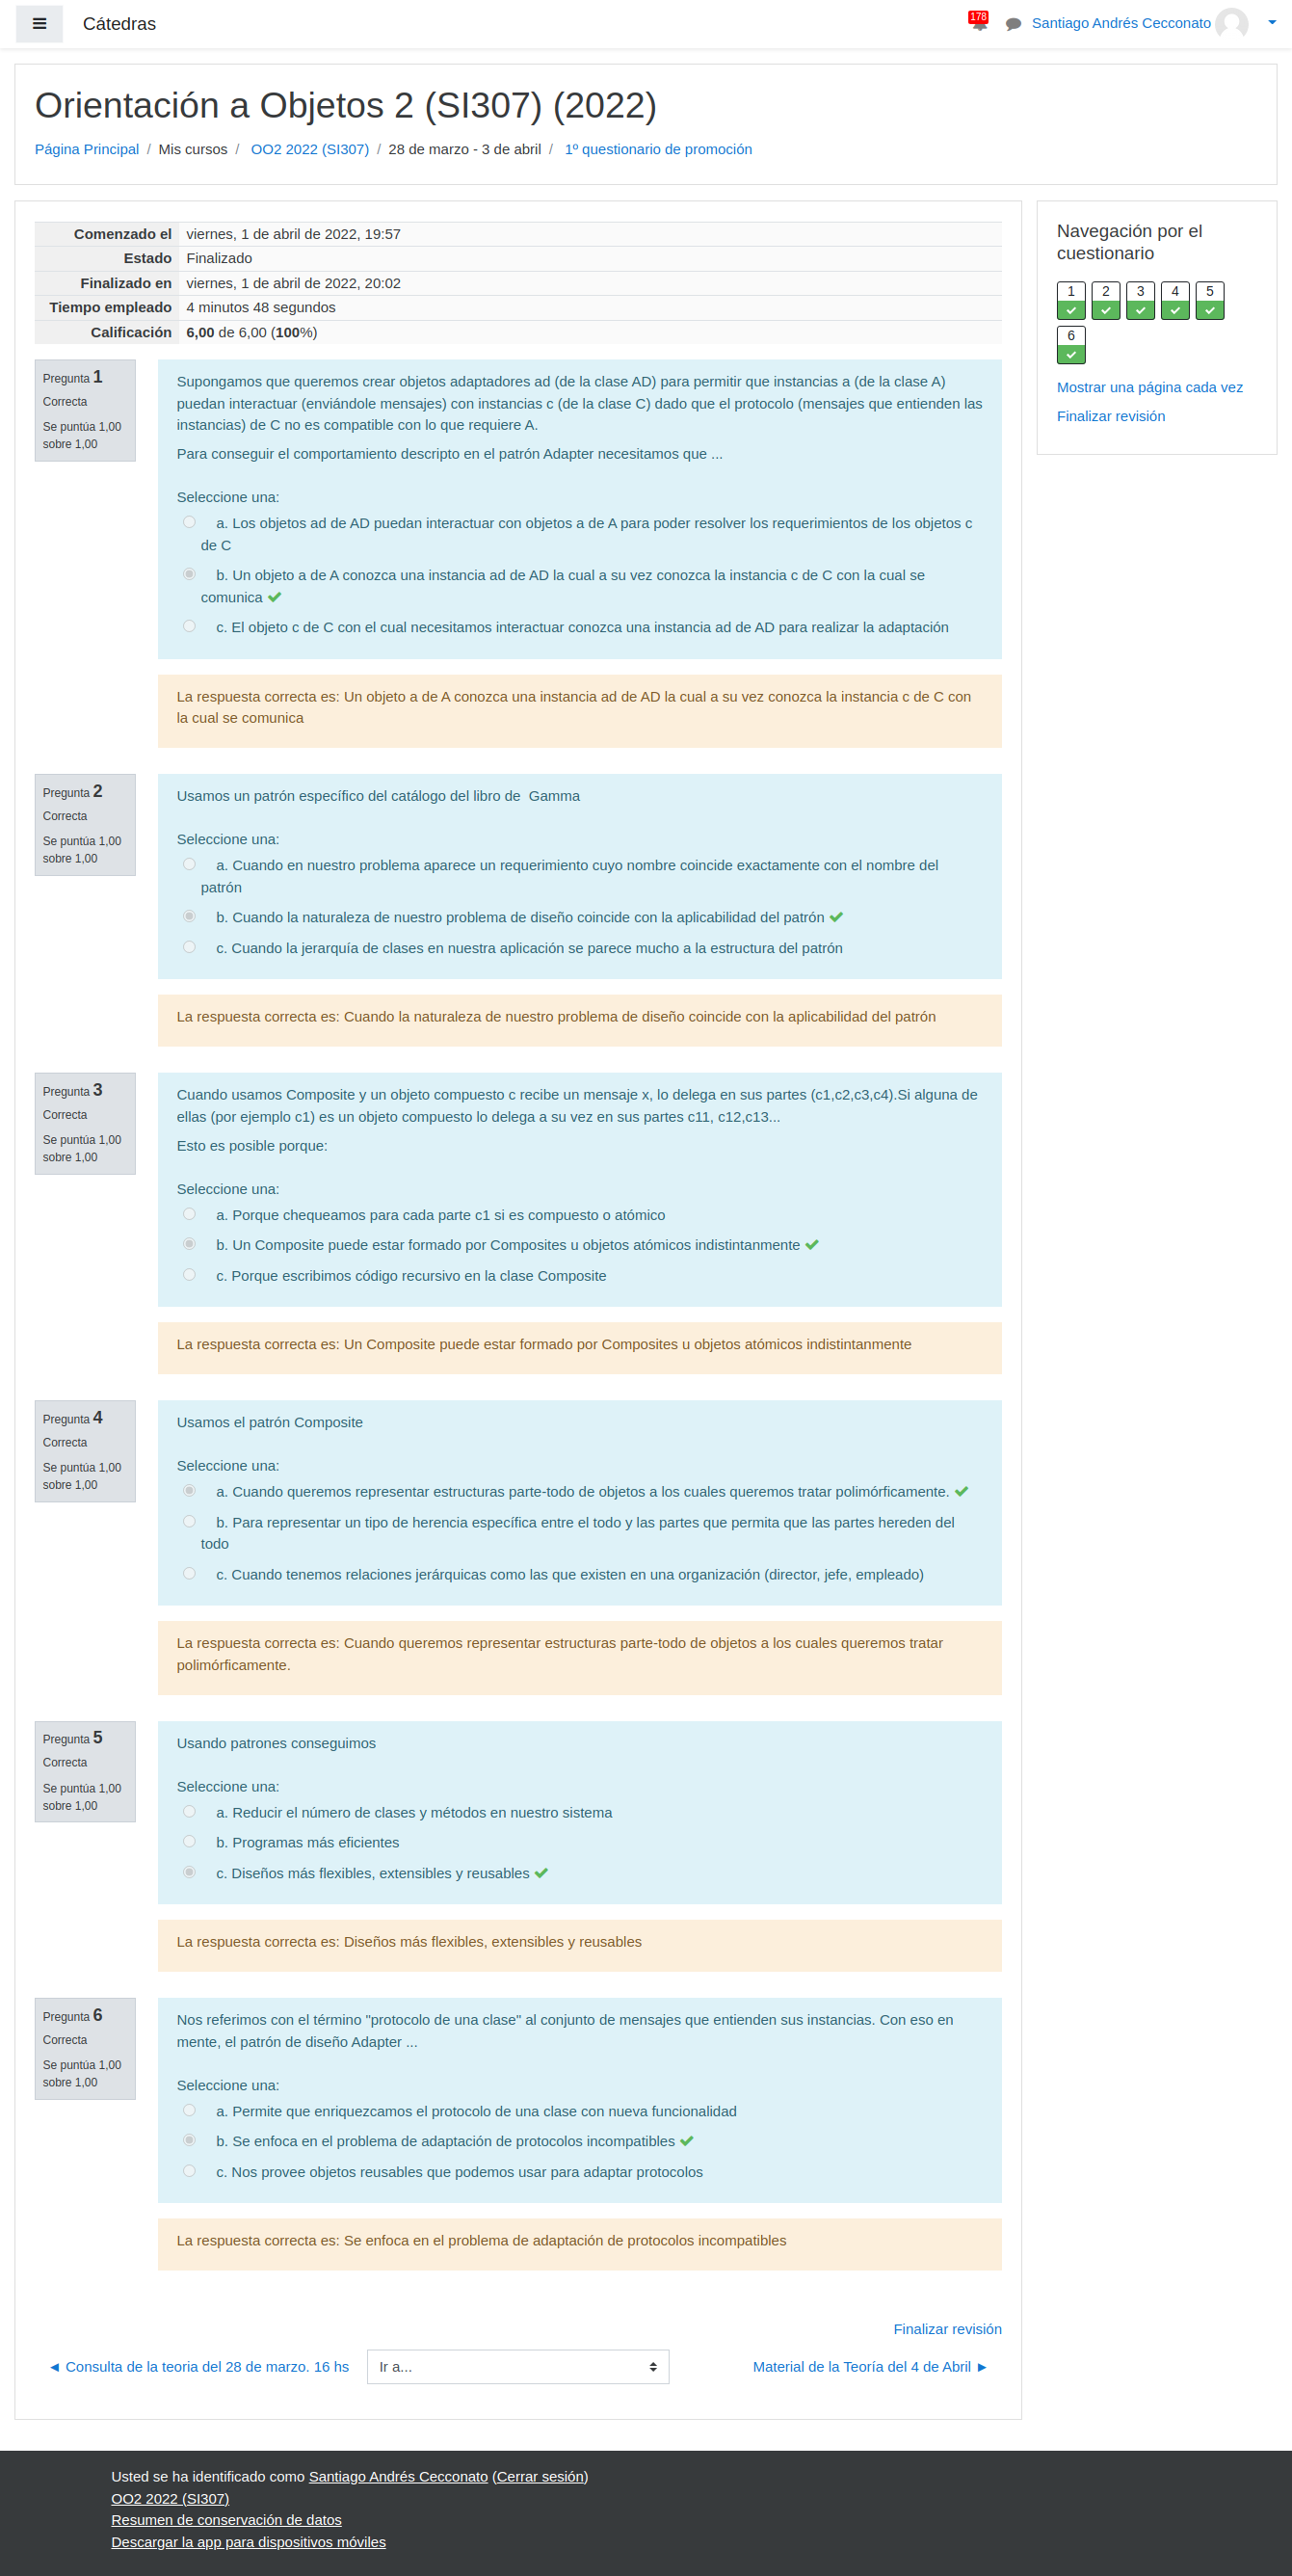 Cátedras
178
Santiago Andrés Cecconato
Orientación a Objetos 2 (SI307) (2022)
Página Principal / Mis cursos / OO2 2022 (SI307) / 28 de marzo - 3 de abril / 1º questionario de promoción
Comenzado el viernes, 1 de abril de 2022, 19:57
Estado Finalizado
Finalizado en viernes, 1 de abril de 2022, 20:02
Tiempo empleado 4 minutos 48 segundos
Calificación 6,00 de 6,00 (100%)
Pregunta 1
Correcta
Se puntúa 1,00
sobre 1,00
Supongamos que queremos crear objetos adaptadores ad (de la clase AD) para permitir que instancias a (de la clase A)
puedan interactuar (enviándole mensajes) con instancias c (de la clase C) dado que el protocolo (mensajes que entienden las
instancias) de C no es compatible con lo que requiere A.
Para conseguir el comportamiento descripto en el patrón Adapter necesitamos que ...
Seleccione una:
a. Los objetos ad de AD puedan interactuar con objetos a de A para poder resolver los requerimientos de los objetos c
de C
b. Un objeto a de A conozca una instancia ad de AD la cual a su vez conozca la instancia c de C con la cual se
comunica
c. El objeto c de C con el cual necesitamos interactuar conozca una instancia ad de AD para realizar la adaptación
La respuesta correcta es: Un objeto a de A conozca una instancia ad de AD la cual a su vez conozca la instancia c de C con
la cual se comunica
Pregunta 2
Correcta
Se puntúa 1,00
sobre 1,00
Usamos un patrón específico del catálogo del libro de  Gamma
Seleccione una:
a. Cuando en nuestro problema aparece un requerimiento cuyo nombre coincide exactamente con el nombre del
patrón
b. Cuando la naturaleza de nuestro problema de diseño coincide con la aplicabilidad del patrón
c. Cuando la jerarquía de clases en nuestra aplicación se parece mucho a la estructura del patrón
La respuesta correcta es: Cuando la naturaleza de nuestro problema de diseño coincide con la aplicabilidad del patrón
Pregunta 3
Correcta
Se puntúa 1,00
sobre 1,00
Cuando usamos Composite y un objeto compuesto c recibe un mensaje x, lo delega en sus partes (c1,c2,c3,c4).Si alguna de
ellas (por ejemplo c1) es un objeto compuesto lo delega a su vez en sus partes c11, c12,c13...
Esto es posible porque:
Seleccione una:
a. Porque chequeamos para cada parte c1 si es compuesto o atómico
b. Un Composite puede estar formado por Composites u objetos atómicos indistintanmente
c. Porque escribimos código recursivo en la clase Composite
La respuesta correcta es: Un Composite puede estar formado por Composites u objetos atómicos indistintanmente
Pregunta 4
Correcta
Se puntúa 1,00
sobre 1,00
Usamos el patrón Composite
Seleccione una:
a. Cuando queremos representar estructuras parte-todo de objetos a los cuales queremos tratar polimórficamente.
b. Para representar un tipo de herencia específica entre el todo y las partes que permita que las partes hereden del
todo
c. Cuando tenemos relaciones jerárquicas como las que existen en una organización (director, jefe, empleado)
La respuesta correcta es: Cuando queremos representar estructuras parte-todo de objetos a los cuales queremos tratar
polimórficamente.
Pregunta 5
Correcta
Se puntúa 1,00
sobre 1,00
Usando patrones conseguimos
Seleccione una:
a. Reducir el número de clases y métodos en nuestro sistema
b. Programas más eficientes
c. Diseños más flexibles, extensibles y reusables
La respuesta correcta es: Diseños más flexibles, extensibles y reusables
Pregunta 6
Correcta
Se puntúa 1,00
sobre 1,00
Nos referimos con el término "protocolo de una clase" al conjunto de mensajes que entienden sus instancias. Con eso en
mente, el patrón de diseño Adapter ...
Seleccione una:
a. Permite que enriquezcamos el protocolo de una clase con nueva funcionalidad
b. Se enfoca en el problema de adaptación de protocolos incompatibles
c. Nos provee objetos reusables que podemos usar para adaptar protocolos
La respuesta correcta es: Se enfoca en el problema de adaptación de protocolos incompatibles
Finalizar revisión
◄ Consulta de la teoria del 28 de marzo. 16 hs
Ir a...
Material de la Teoría del 4 de Abril ►
Navegación por el
cuestionario
1 2 3 4 5
6
Mostrar una página cada vez
Finalizar revisión
Usted se ha identificado como Santiago Andrés Cecconato (Cerrar sesión)
OO2 2022 (SI307)
Resumen de conservación de datos
Descargar la app para dispositivos móviles